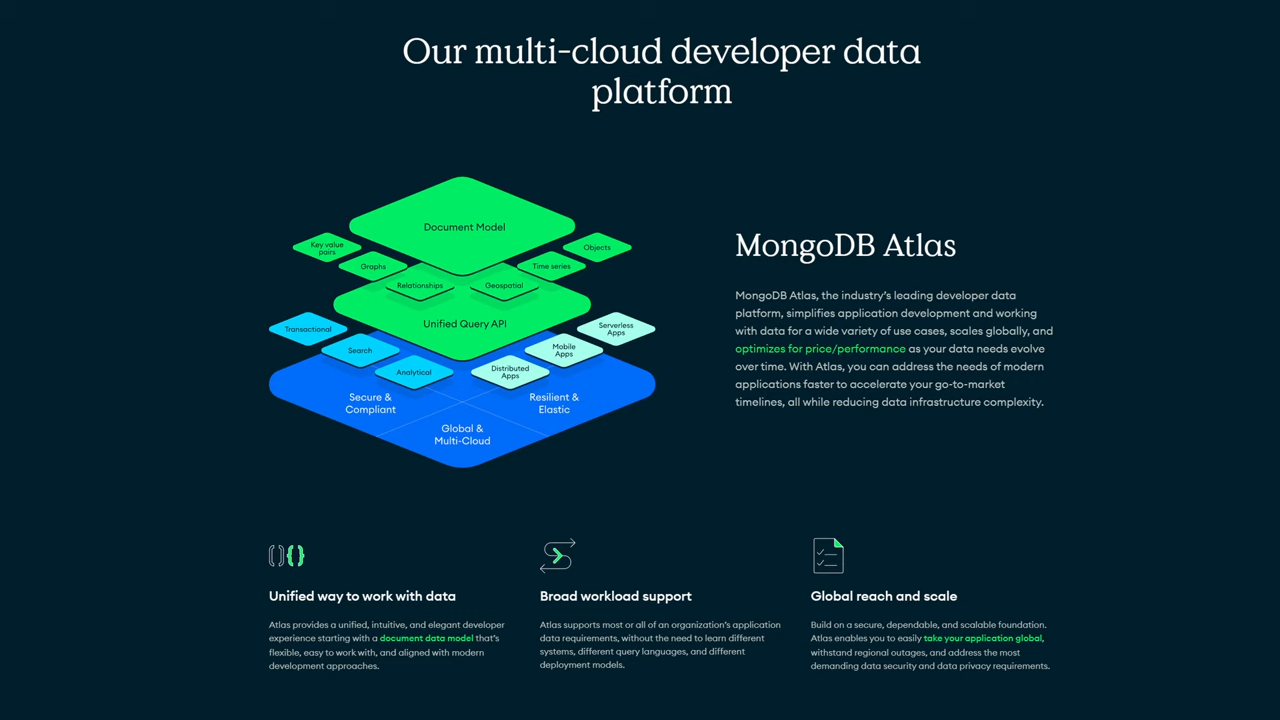 Our multi-cloud developer data
platform
Document Model
Key value
pairs
Graphs
Relationships
Geospatial
Time series
Objects
Unified Query API
Transactional
Search
Analytical
Distributed
Apps
Mobile
Apps
Serverless
Apps
Secure &
Compliant
Resilient &
Elastic
Global &
Multi-Cloud
MongoDB Atlas
MongoDB Atlas, the industry’s leading developer data
platform, simplifies application development and working
with data for a wide variety of use cases, scales globally, and
optimizes for price/performance as your data needs evolve
over time. With Atlas, you can address the needs of modern
applications faster to accelerate your go-to-market
timelines, all while reducing data infrastructure complexity.
Unified way to work with data
Atlas provides a unified, intuitive, and elegant developer
experience starting with a document data model that’s
flexible, easy to work with, and aligned with modern
development approaches.
Broad workload support
Atlas supports most or all of an organization’s application
data requirements, without the need to learn different
systems, different query languages, and different
deployment models.
Global reach and scale
Build on a secure, dependable, and scalable foundation.
Atlas enables you to easily take your application global,
withstand regional outages, and address the most
demanding data security and data privacy requirements.